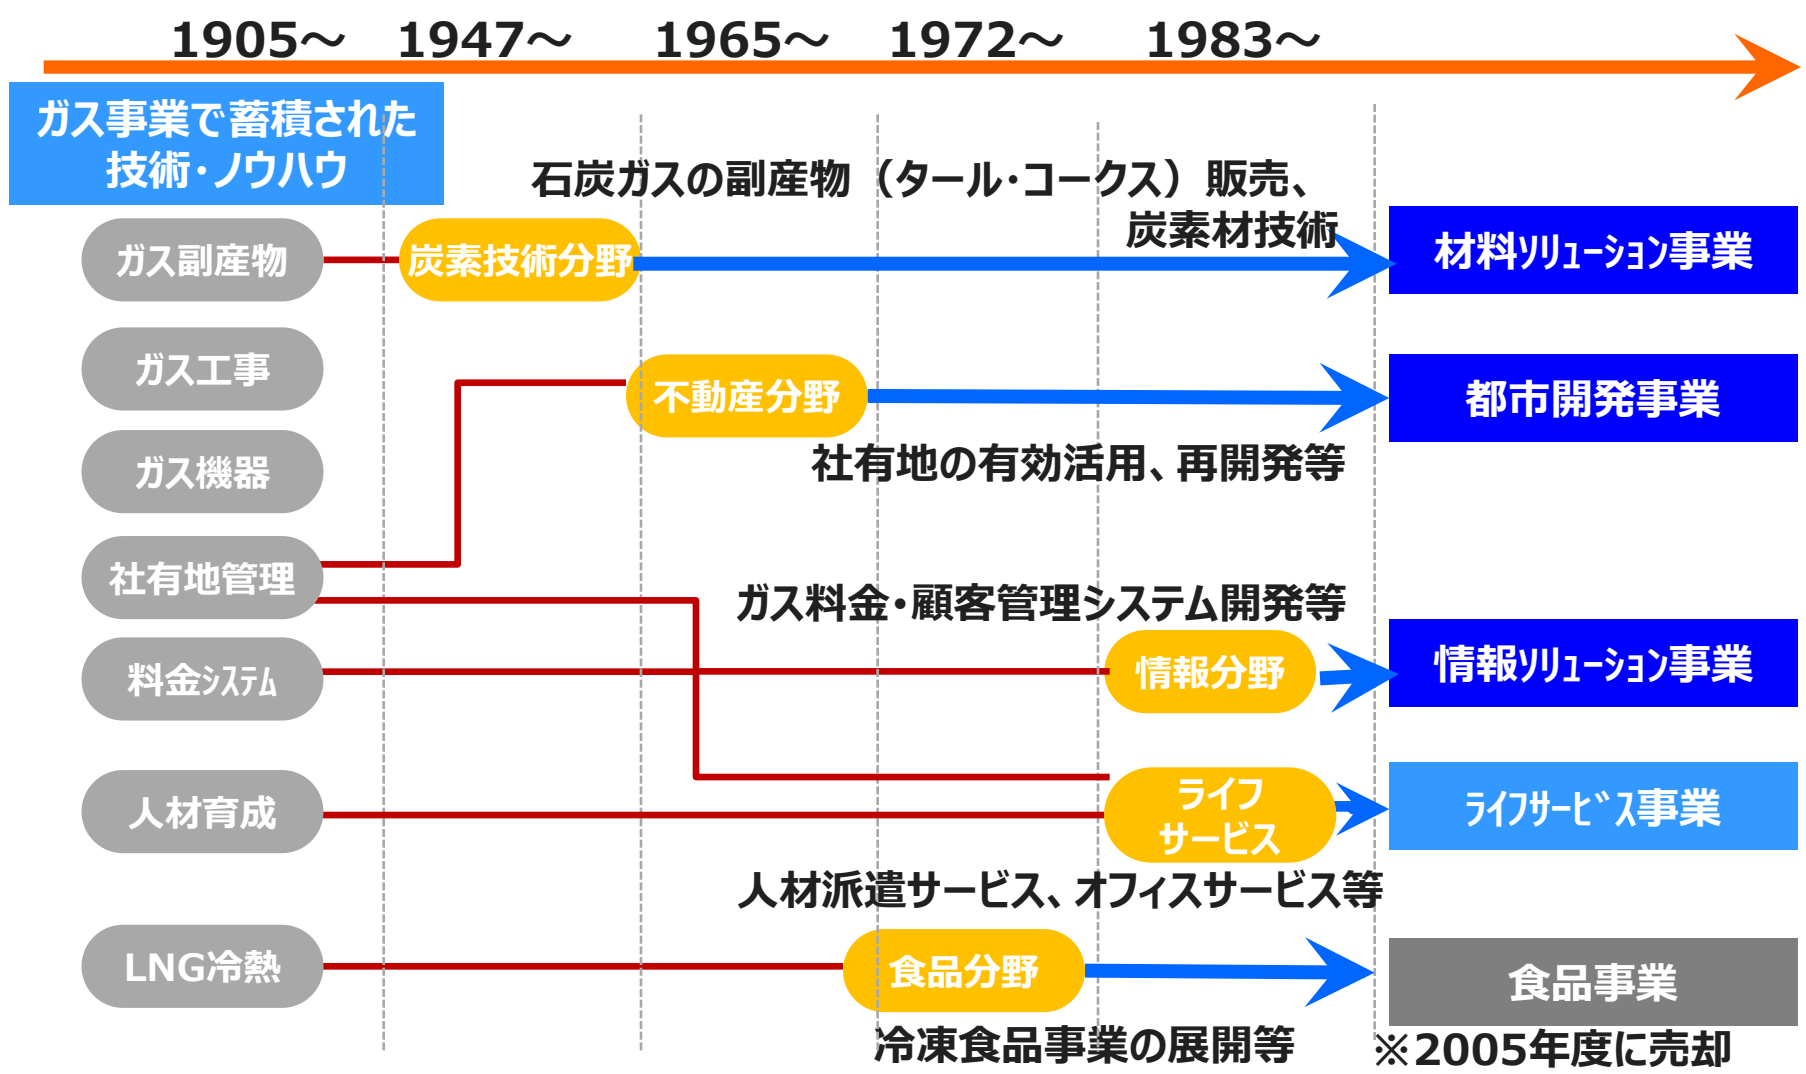 1905～ 1947～ 1965～ 1972～ 1983～
ガス事業で蓄積された
技術・ノウハウ
石炭ガスの副産物（タール・コークス）販売、
炭素材技術
ガス副産物
炭素技術分野
材料ｿﾘｭｰｼｮﾝ事業
ガス工事
不動産分野
都市開発事業
社有地の有効活用、再開発等
ガス機器
社有地管理
ガス料金・顧客管理システム開発等
料金ｼｽﾃﾑ
情報分野
情報ｿﾘｭｰｼｮﾝ事業
人材育成
ライフ
サービス
ﾗｲﾌｻｰﾋﾞｽ事業
人材派遣サービス、オフィスサービス等
LNG冷熱
食品分野
食品事業
冷凍食品事業の展開等
※2005年度に売却